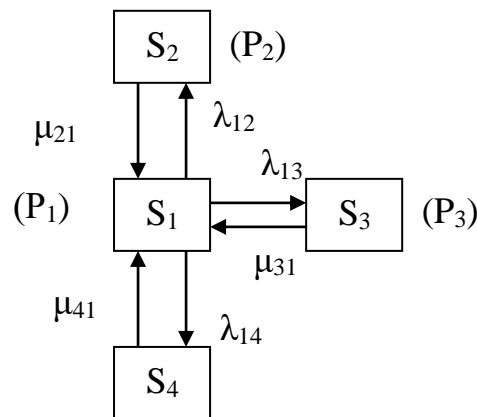 S₂ (P₂)
μ₂₁ λ₁₂
λ₁₃
(P₁) S₁ S₃ (P₃)
μ₃₁
μ₄₁ λ₁₄
S₄